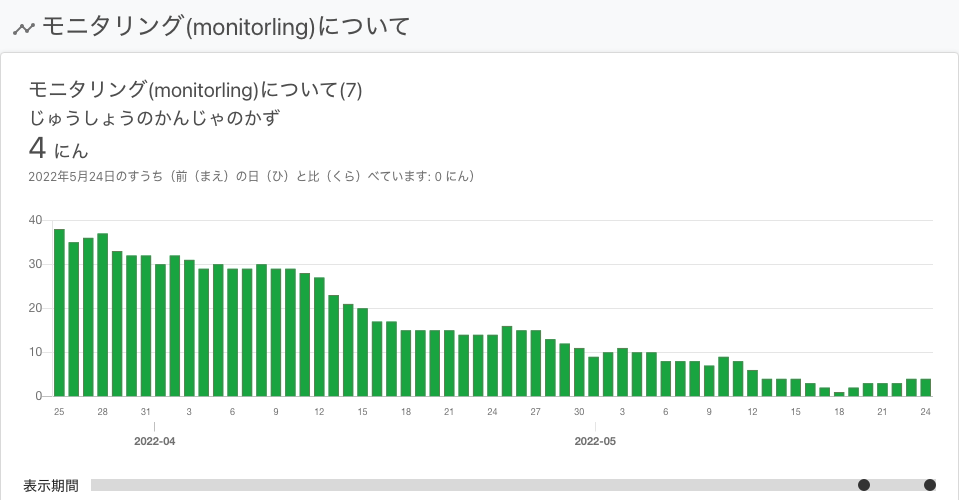 モニタリング(monitorling)について
モニタリング(monitorling)について(7)
じゅうしょうのかんじゃのかず
4 にん
2022年5月24日のすうち（前（まえ）の日（ひ）と比（くら）べています: 0 にん）
40
30
20
10
0
25 28 31 3 6 9 12 15 18 21 24 27 30 3 6 9 12 15 18 21 24
2022-04 2022-05
表示期間